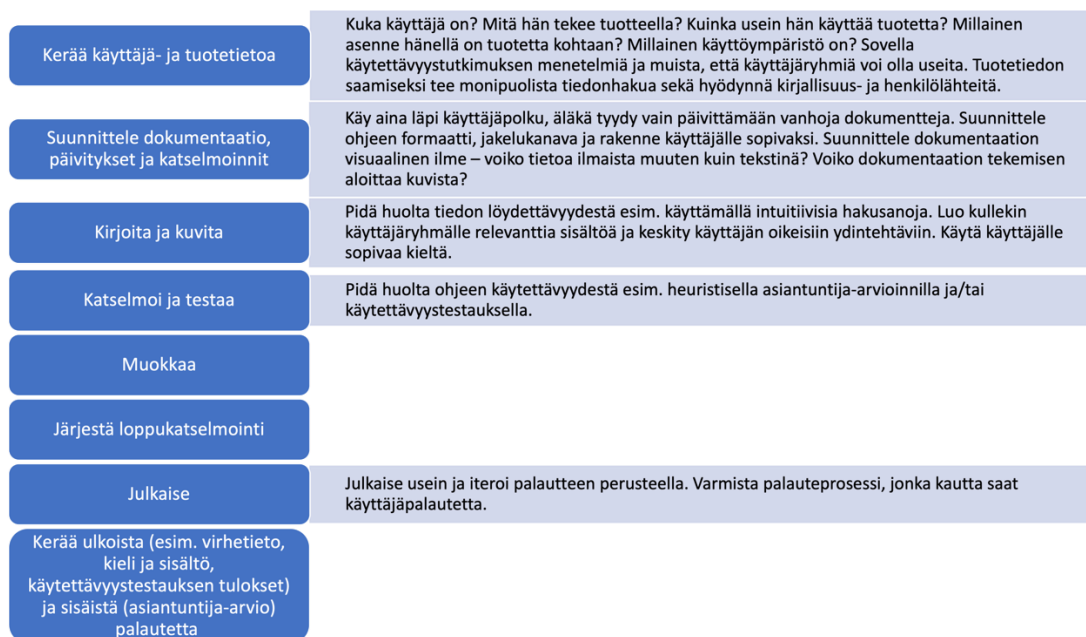 Kerää käyttäjä- ja tuotetietoa
Kuka käyttäjä on? Mitä hän tekee tuotteella? Kuinka usein hän käyttää tuotetta? Millainen
asenne hänellä on tuotetta kohtaan? Millainen käyttöympäristö on? Sovella
käytettävyystutkimuksen menetelmiä ja muista, että käyttäjäryhmiä voi olla useita. Tuotetiedon
saamiseksi tee monipuolista tiedonhakua sekä hyödynnä kirjallisuus- ja henkilölähteitä.
Suunnittele dokumentaatio,
päivitykset ja katselmoinnit
Käy aina läpi käyttäjäpolku, äläkä tyydy vain päivittämään vanhoja dokumentteja. Suunnittele
ohjeen formaatti, jakelukanava ja rakenne käyttäjälle sopivaksi. Suunnittele dokumentaation
visuaalinen ilme – voiko tietoa ilmaista muuten kuin tekstinä? Voiko dokumentaation tekemisen
aloittaa kuvista?
Kirjoita ja kuvita
Pidä huolta tiedon löydettävyydestä esim. käyttämällä intuitiivisia hakusanoja. Luo kullekin
käyttäjäryhmälle relevanttia sisältöä ja keskity käyttäjän oikeisiin ydintehtäviin. Käytä käyttäjälle
sopivaa kieltä.
Katselmoi ja testaa
Pidä huolta ohjeen käytettävyydestä esim. heuristisella asiantuntija-arvioinnilla ja/tai
käytettävyystestauksella.
Muokkaa
Järjestä loppukatselmointi
Julkaise
Julkaise usein ja iteroi palautteen perusteella. Varmista palauteprosessi, jonka kautta saat
käyttäjäpalautetta.
Kerää ulkoista (esim. virhetieto,
kieli ja sisältö,
käytettävyystestauksen tulokset)
ja sisäistä (asiantuntija-arvio)
palautetta